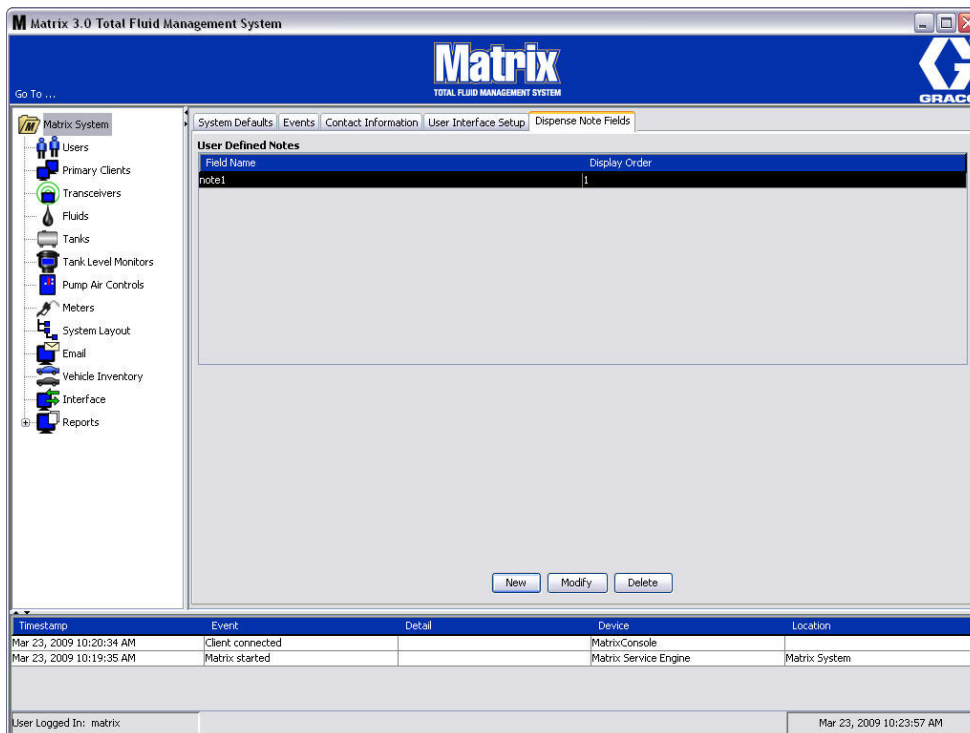 M Matrix 3.0 Total Fluid Management System
Matrix
TOTAL FLUID MANAGEMENT SYSTEM
Go To ...
GRACO
Matrix System
Users
Primary Clients
Transceivers
Fluids
Tanks
Tank Level Monitors
Pump Air Controls
Meters
System Layout
Email
Vehicle Inventory
Interface
Reports
System Defaults Events Contact Information User Interface Setup Dispense Note Fields
User Defined Notes
Field Name Display Order
note1 1
New Modify Delete
Timestamp Event Detail Device Location
Mar 23, 2009 10:20:34 AM Client connected MatrixConsole
Mar 23, 2009 10:19:35 AM Matrix started Matrix Service Engine Matrix System
User Logged In: matrix Mar 23, 2009 10:23:57 AM